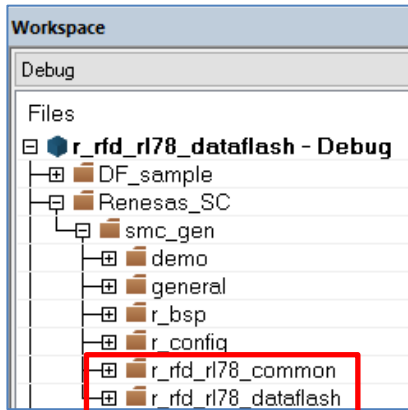 Workspace
Debug
Files
r_rfd_rl78_dataflash - Debug
DF_sample
Renesas_SC
smc_gen
demo
general
r_bsp
r_config
r_rfd_rl78_common
r_rfd_rl78_dataflash